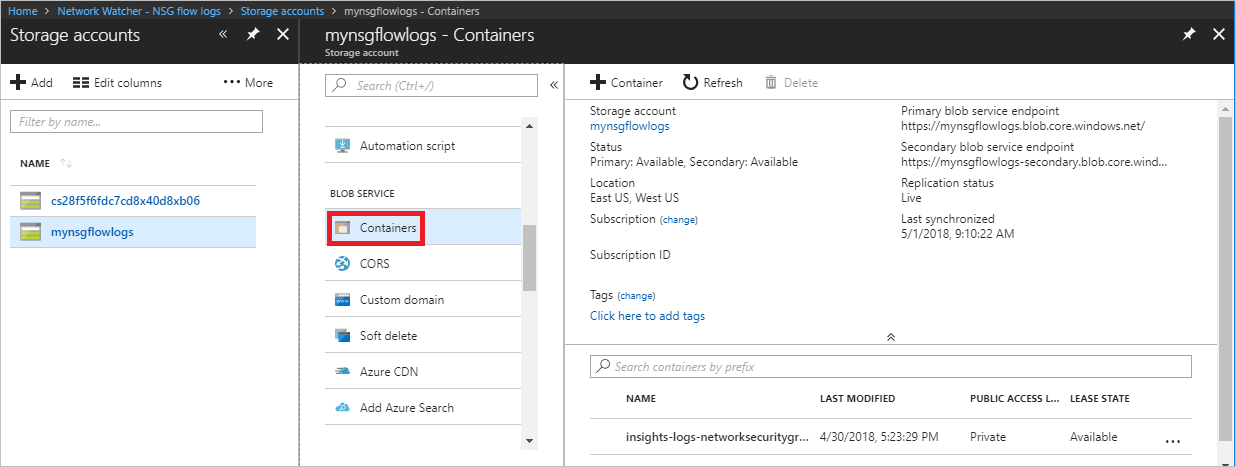 Home > Network Watcher - NSG flow logs > Storage accounts > mynsgflowlogs - Containers
Storage accounts
Add Edit columns ••• More
Filter by name...
NAME
cs28f5f6fdc7cd8x40d8xb06
mynsgflowlogs
mynsgflowlogs - Containers
Storage account
Search (Ctrl+/)
Automation script
BLOB SERVICE
Containers
CORS
Custom domain
Soft delete
Azure CDN
Add Azure Search
Container Refresh Delete
Storage account
mynsgflowlogs
Status
Primary: Available, Secondary: Available
Location
East US, West US
Subscription (change)
Subscription ID
Tags (change)
Click here to add tags
Primary blob service endpoint
https://mynsgflowlogs.blob.core.windows.net/
Secondary blob service endpoint
https://mynsgflowlogs-secondary.blob.core.wind...
Replication status
Live
Last synchronized
5/1/2018, 9:10:22 AM
Search containers by prefix
NAME LAST MODIFIED PUBLIC ACCESS L... LEASE STATE
insights-logs-networksecuritygr... 4/30/2018, 5:23:29 PM Private Available ...